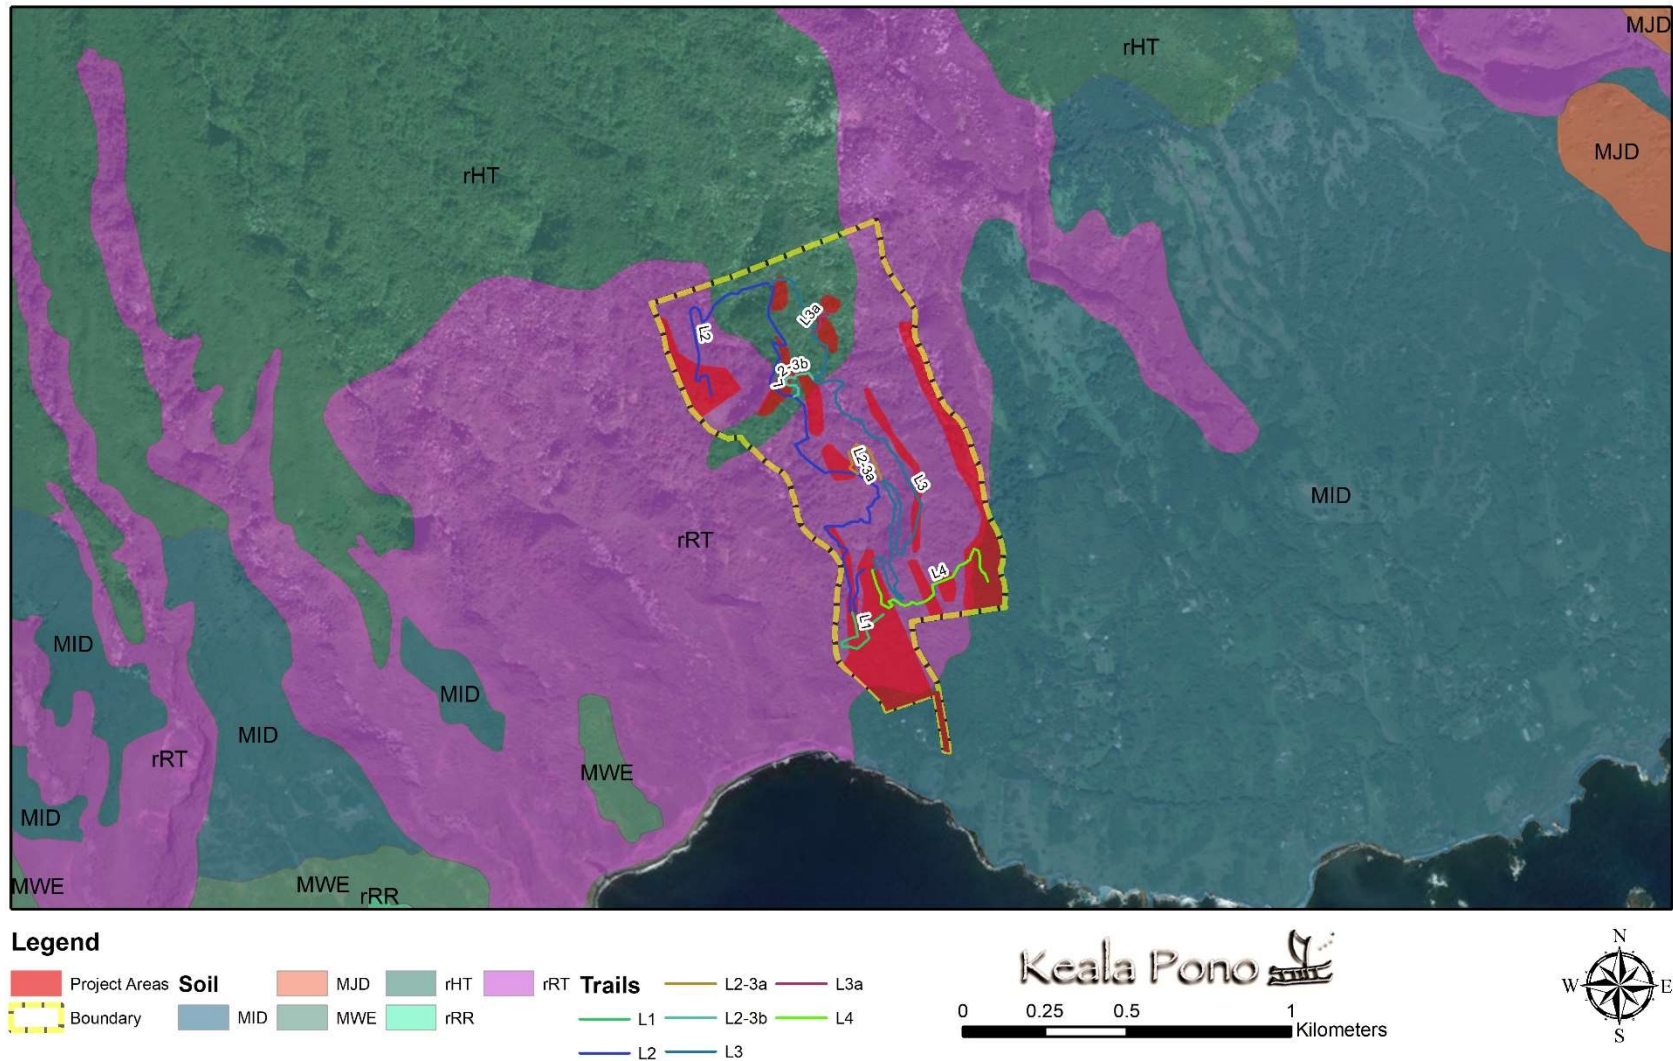 rHT
MJD
MJD
rHT
L2
L3a
2-3b
L
L2-3a
L3
MID
rRT
L4
L1
MID
MID
MID
rRT
MWE
MID
MWE
MWE
rRR
Legend
Project Areas
Boundary
Soil
MID
MJD
MWE
rHT
rRR
rRT
Trails
L1
L2
L2-3a
L2-3b
L3
L3a
L4
Keala Pono
0 0.25 0.5 1
Kilometers
N
W E
S